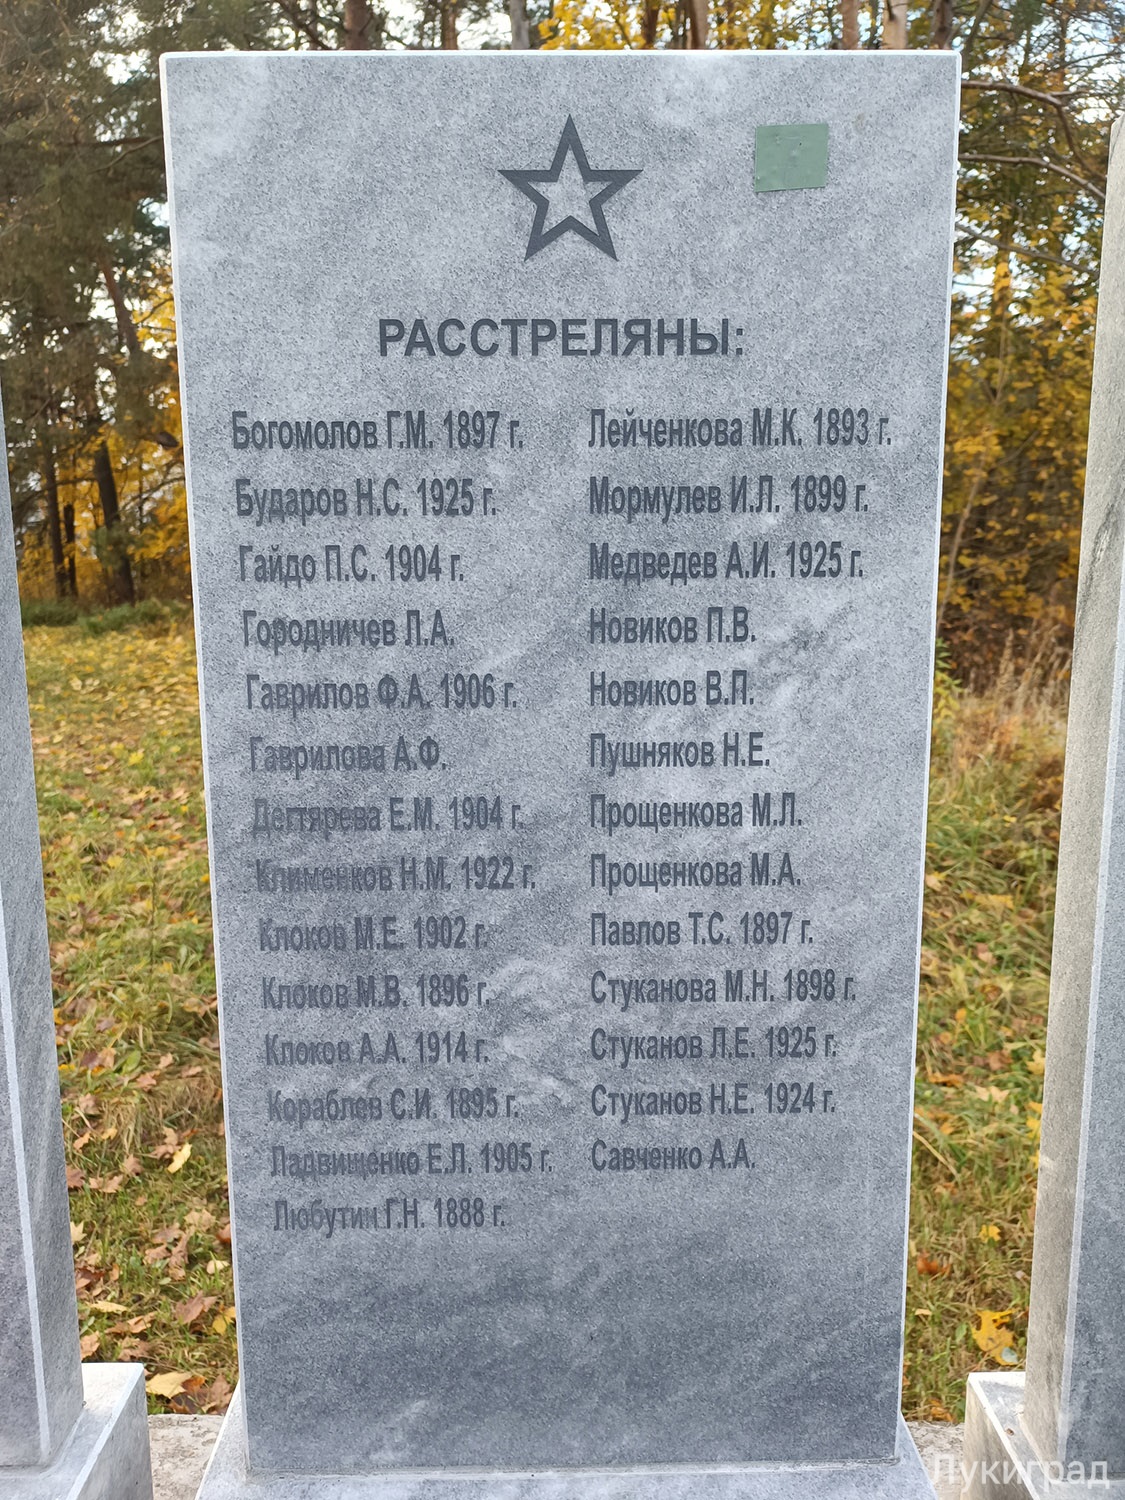 РАССТРЕЛЯНЫ:
Богомолов Г.М. 1897 г.
Бударов Н.С. 1925 г.
Гайдо П.С. 1904 г.
Городничев Л.А.
Гаврилов Ф.А. 1906 г.
Гаврилова А.Ф.
Дегтярева Е.М. 1904 г.
Клименков Н.М. 1922 г.
Клоков М.Е. 1902 г.
Клоков М.В. 1896 г.
Клоков А.А. 1914 г.
Кораблев С.И. 1895 г.
Ладвищенко Е.Л. 1905 г.
Любутин Г.Н. 1888 г.
Лейченкова М.К. 1893 г.
Мормулев И.Л. 1899 г.
Медведев А.И. 1925 г.
Новиков П.В.
Новиков В.П.
Пушняков Н.Е.
Прощенкова М.Л.
Прощенкова М.А.
Павлов Т.С. 1897 г.
Стуканова М.Н. 1898 г.
Стуканов Л.Е. 1925 г.
Стуканов Н.Е. 1924 г.
Савченко А.А.
Лукиград